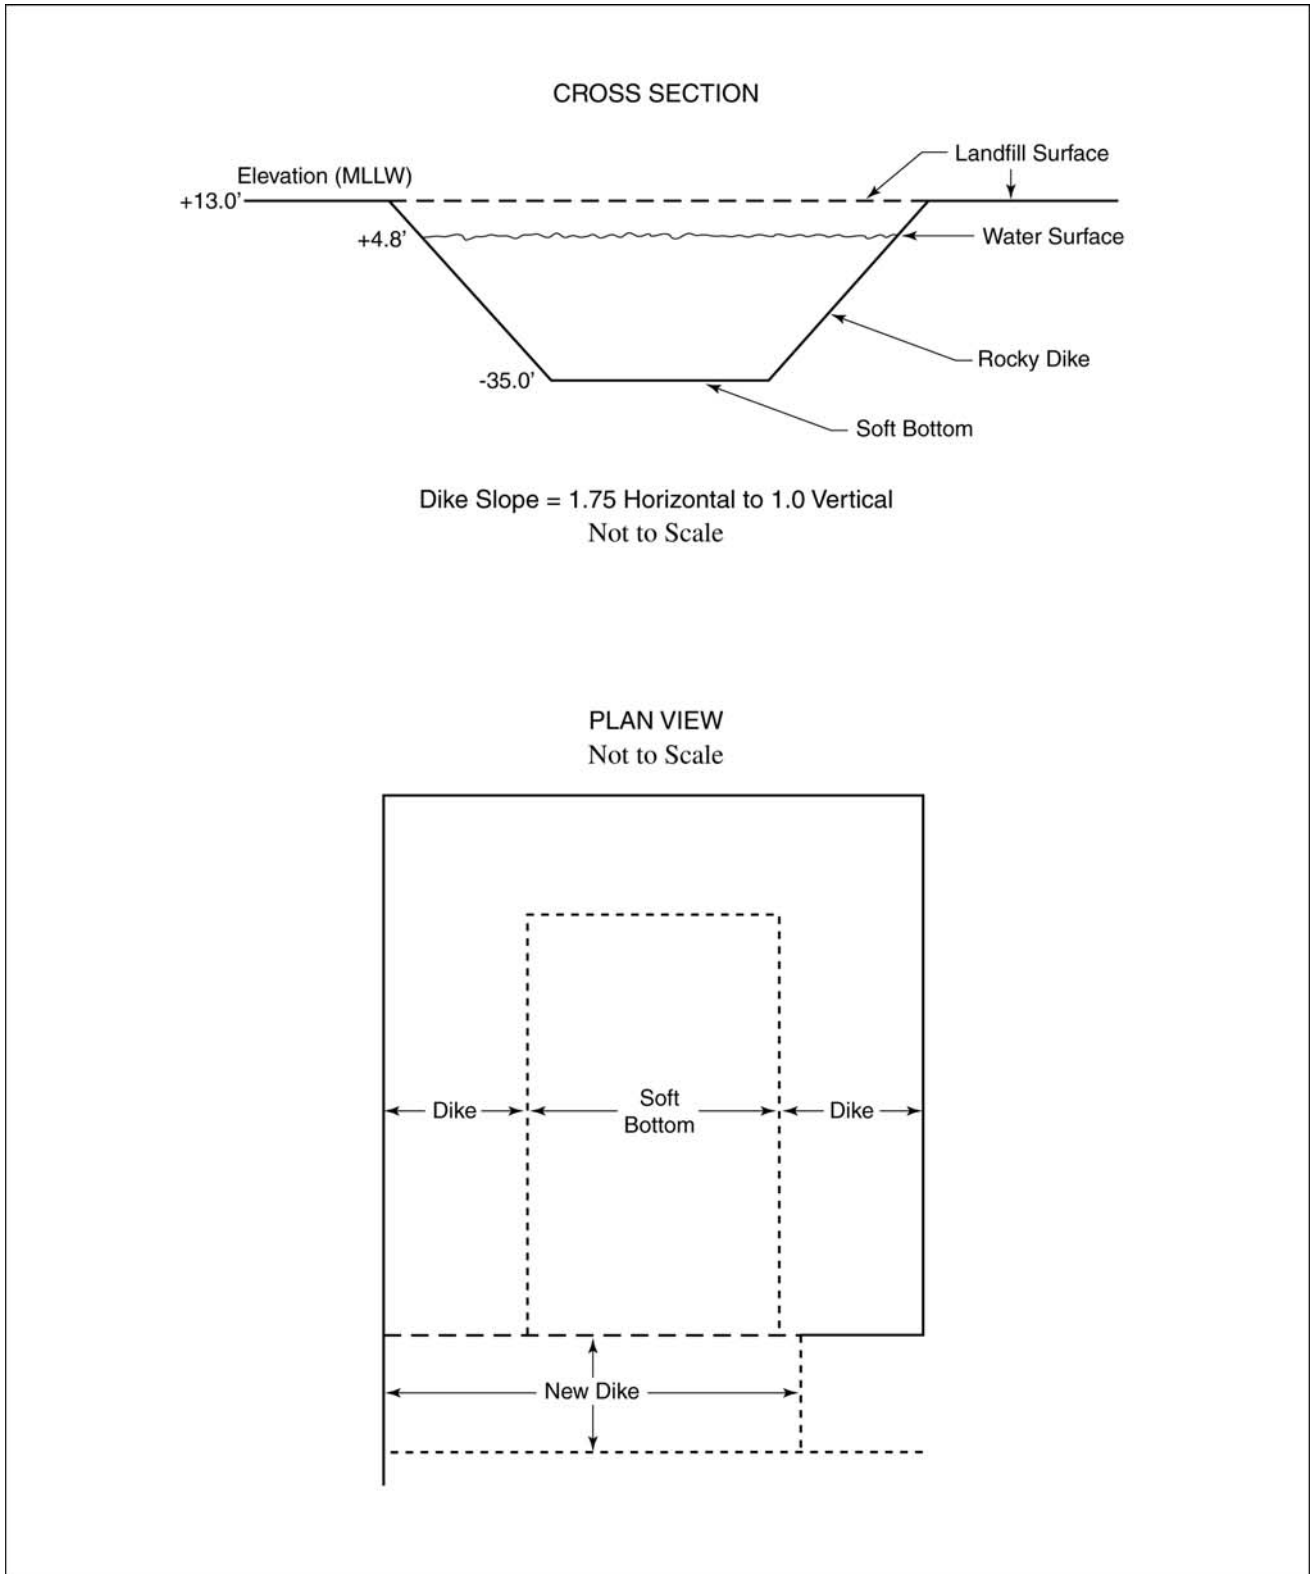 CROSS SECTION
Landfill Surface
Elevation (MLLW)
+13.0'
+4.8'
Water Surface
Rocky Dike
-35.0'
Soft Bottom
Dike Slope = 1.75 Horizontal to 1.0 Vertical
Not to Scale
PLAN VIEW
Not to Scale
Dike
Soft
Bottom
Dike
New Dike